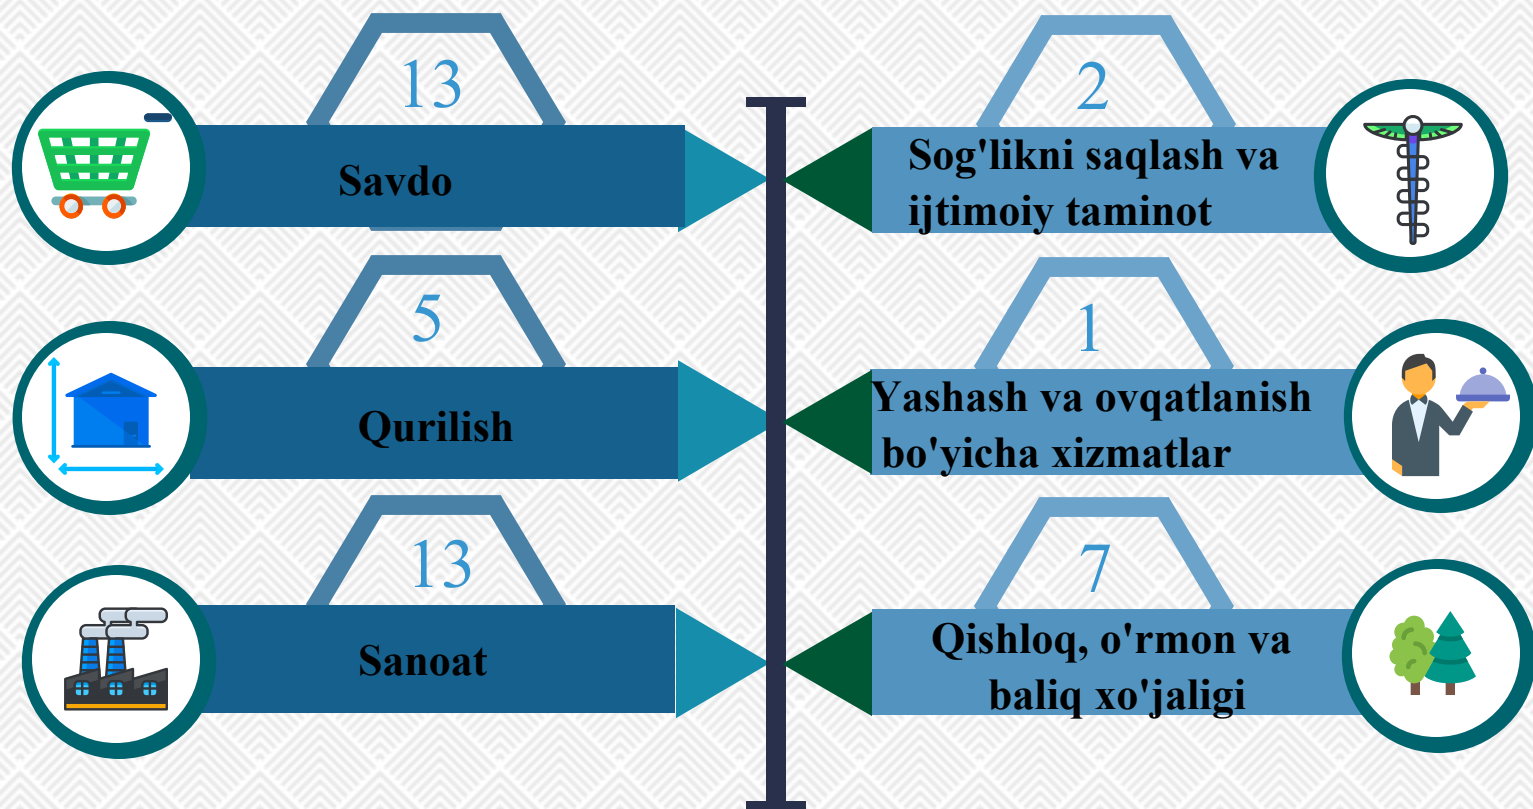 13
Savdo
5
Qurilish
13
Sanoat
2
Sog'likni saqlash va
ijtimoiy taminot
1
Yashash va ovqatlanish
bo'yicha xizmatlar
7
Qishloq, o'rmon va
baliq xo'jaligi